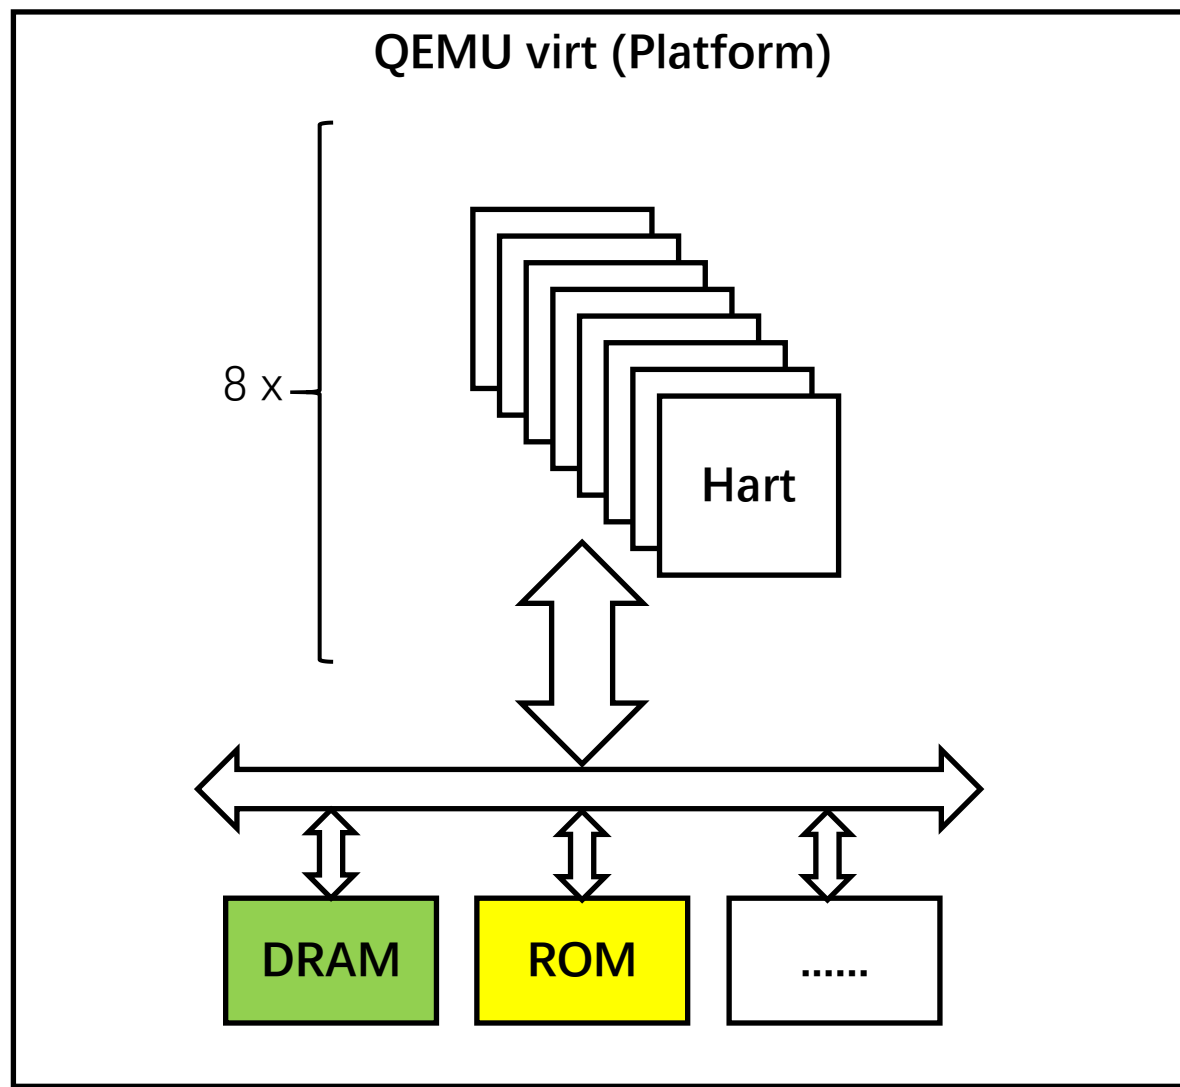 QEMU virt (Platform)
8 x
Hart
DRAM
ROM
......